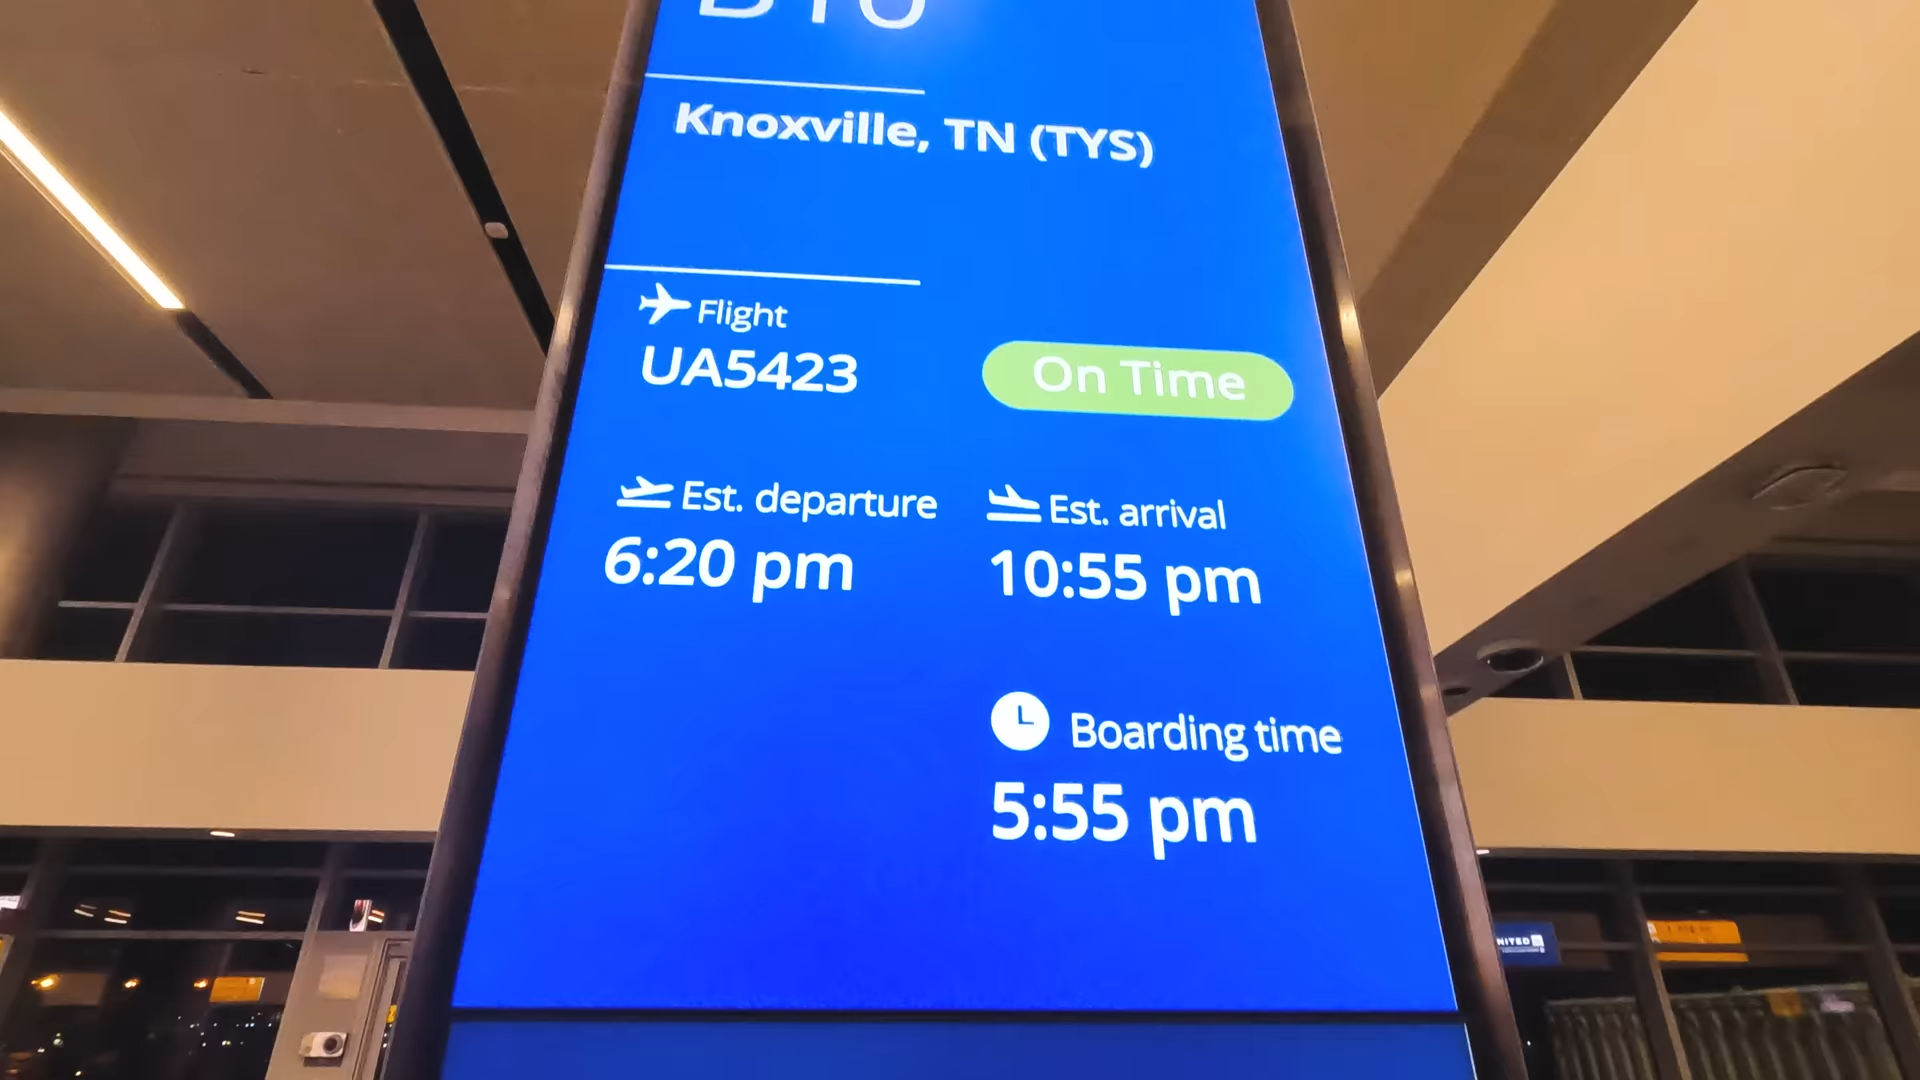 Knoxville, TN (TYS)
Flight
UA5423
On Time
Est. departure
6:20 pm
Est. arrival
10:55 pm
Boarding time
5:55 pm